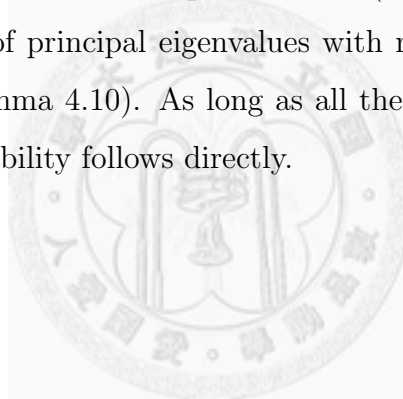 of principal eigenvalues with
mma 4.10). As long as all the
bility follows directly.